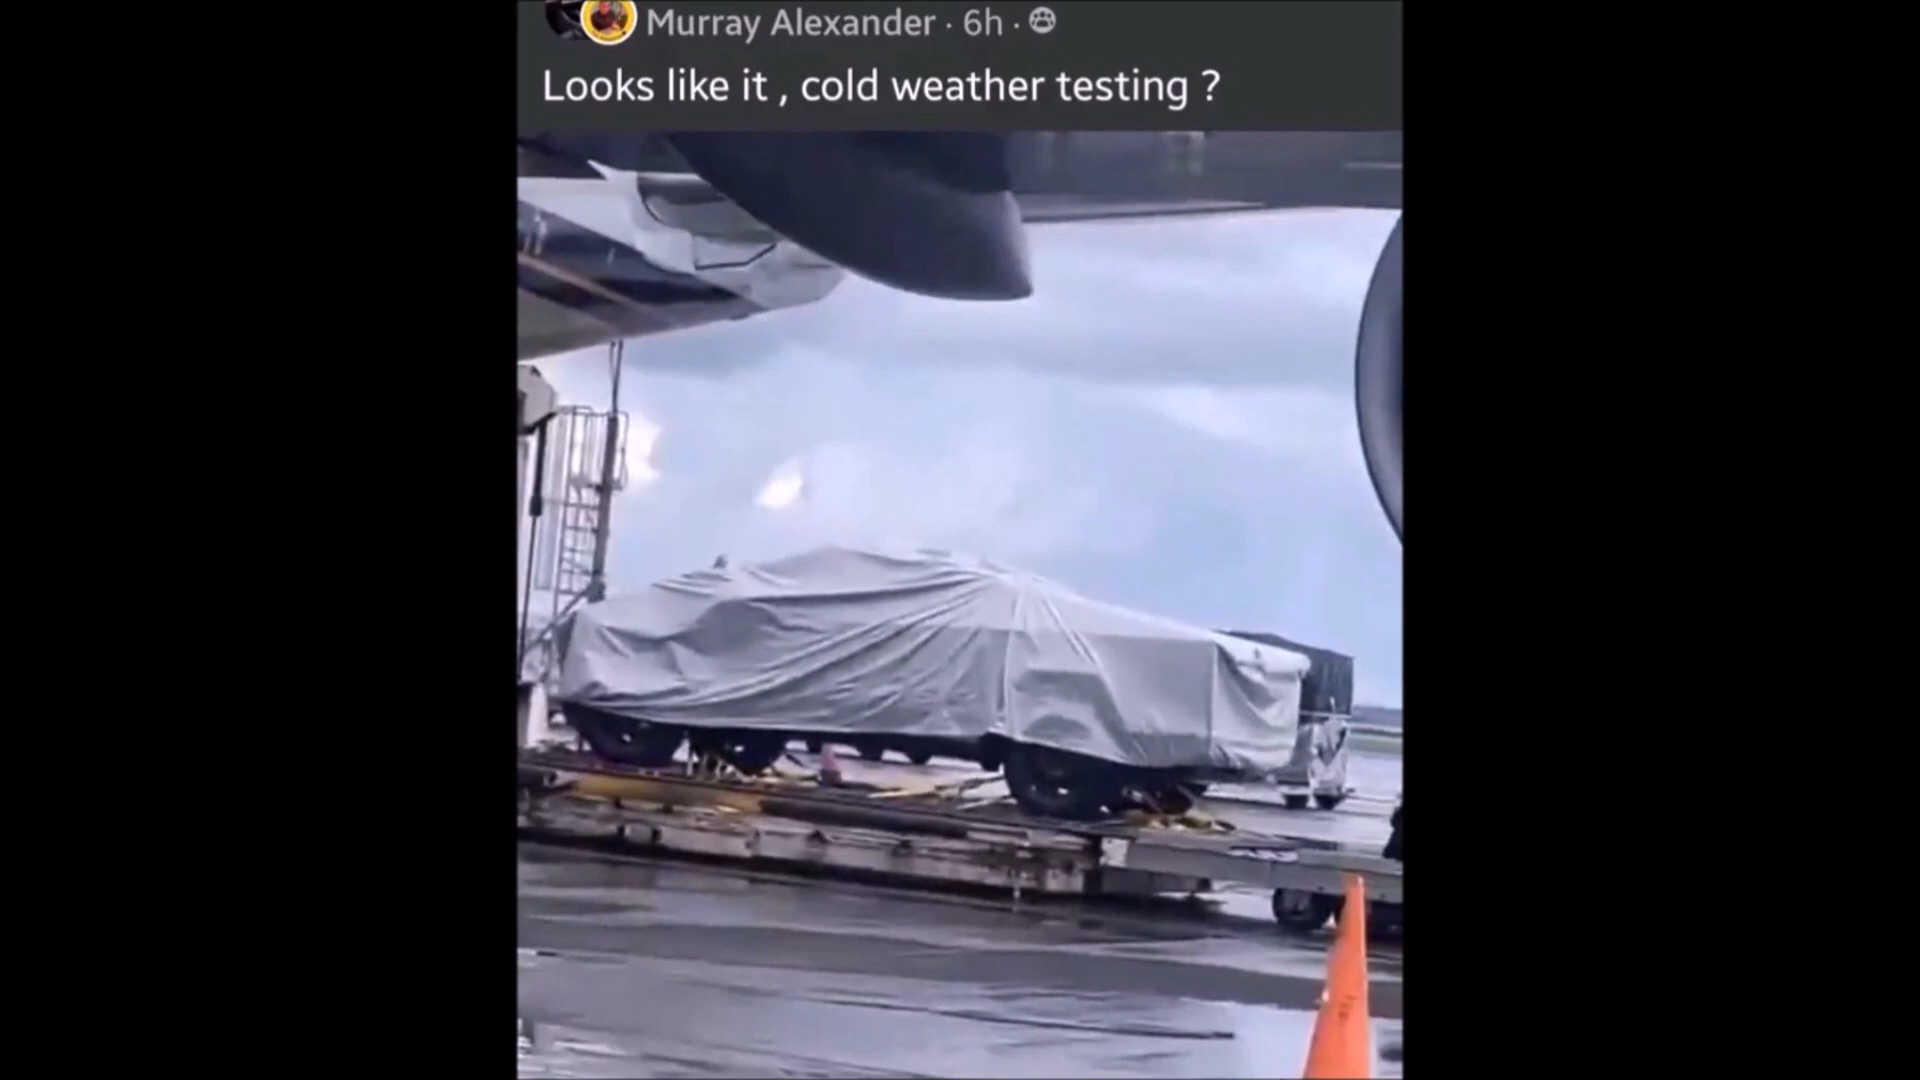 Murray Alexander · 6h ·
Looks like it , cold weather testing ?